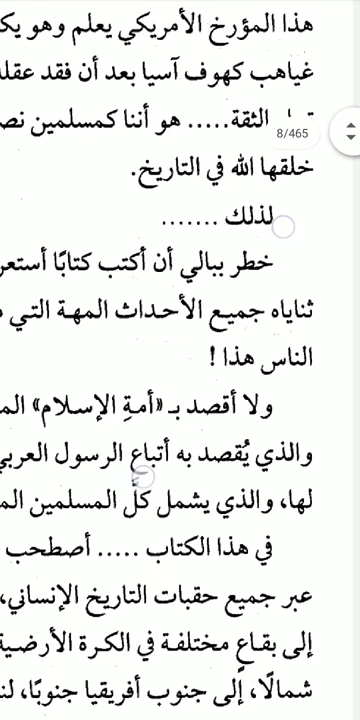 هذا المؤرخ الأمريكي يعلم وهو يك
غياهب كهوف آسيا بعد أن فقد عقله
الثقة..... هو أننا كمسلمين نص
8/465
خلقها الله في التاريخ.
لذلك .......
خطر ببالي أن أكتب كتابًا أستعر
ثناياه جميع الأحداث المهة التي
الناس هذا !
ولا أقصد بـ «أمةِ الإسلام» الم
والذي يُقصد به أتباع الرسول العربي
لها، والذي يشمل كل المسلمين الم
في هذا الكتاب ..... أصطحب
عبر جميع حقبات التاريخ الإنساني،
إلى بقاعٍ مختلفة في الكرة الأرضية
شمالًا، إلى جنوب أفريقيا جنوبًا، لن